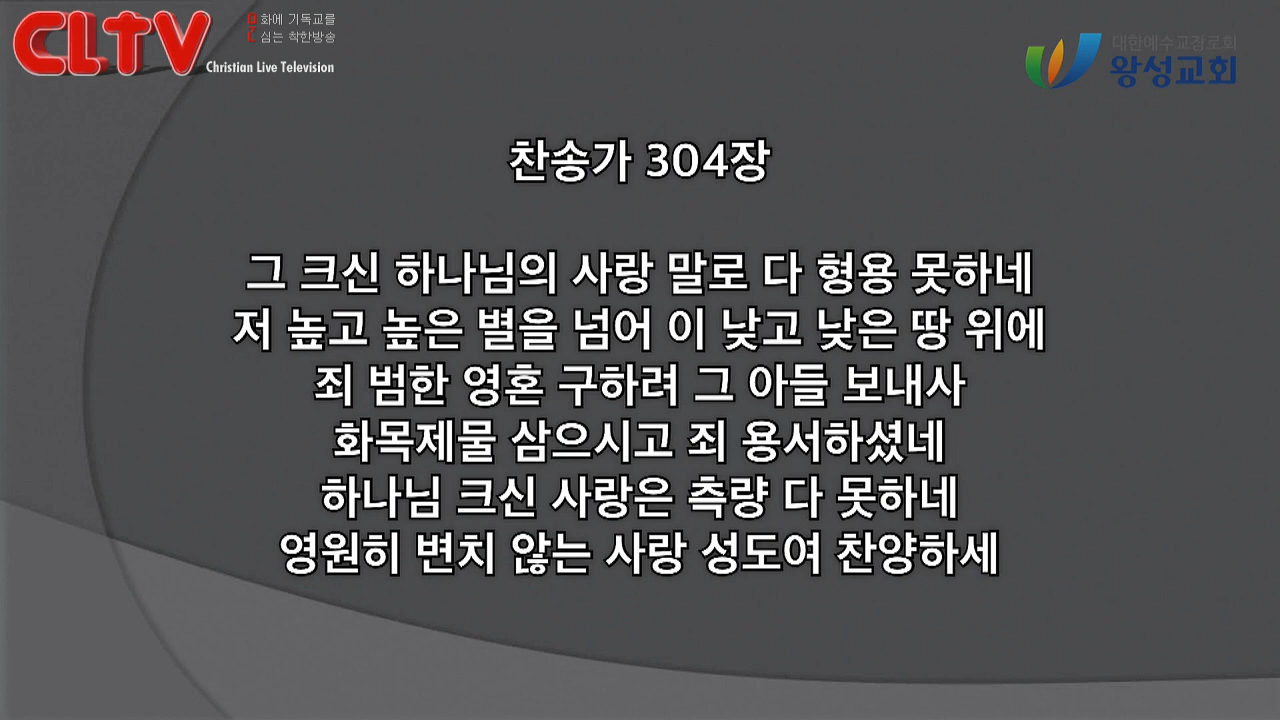 CLTV
문화에 기독교를
심는 착한방송
Christian Live Television
대한예수교장로회
왕성교회
찬송가 304장
그 크신 하나님의 사랑 말로 다 형용 못하네
저 높고 높은 별을 넘어 이 낮고 낮은 땅 위에
죄 범한 영혼 구하려 그 아들 보내사
화목제물 삼으시고 죄 용서하셨네
하나님 크신 사랑은 측량 다 못하네
영원히 변치 않는 사랑 성도여 찬양하세